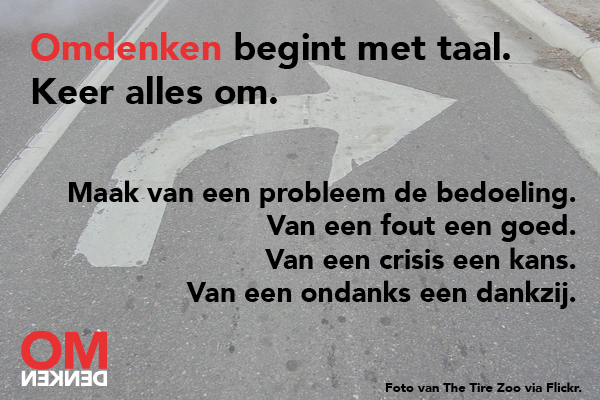 Omdenken begint met taal.
Keer alles om.
Maak van een probleem de bedoeling.
Van een fout een goed.
Van een crisis een kans.
Van een ondanks een dankzij.
OM
DENKEN
Foto van The Tire Zoo via Flickr.